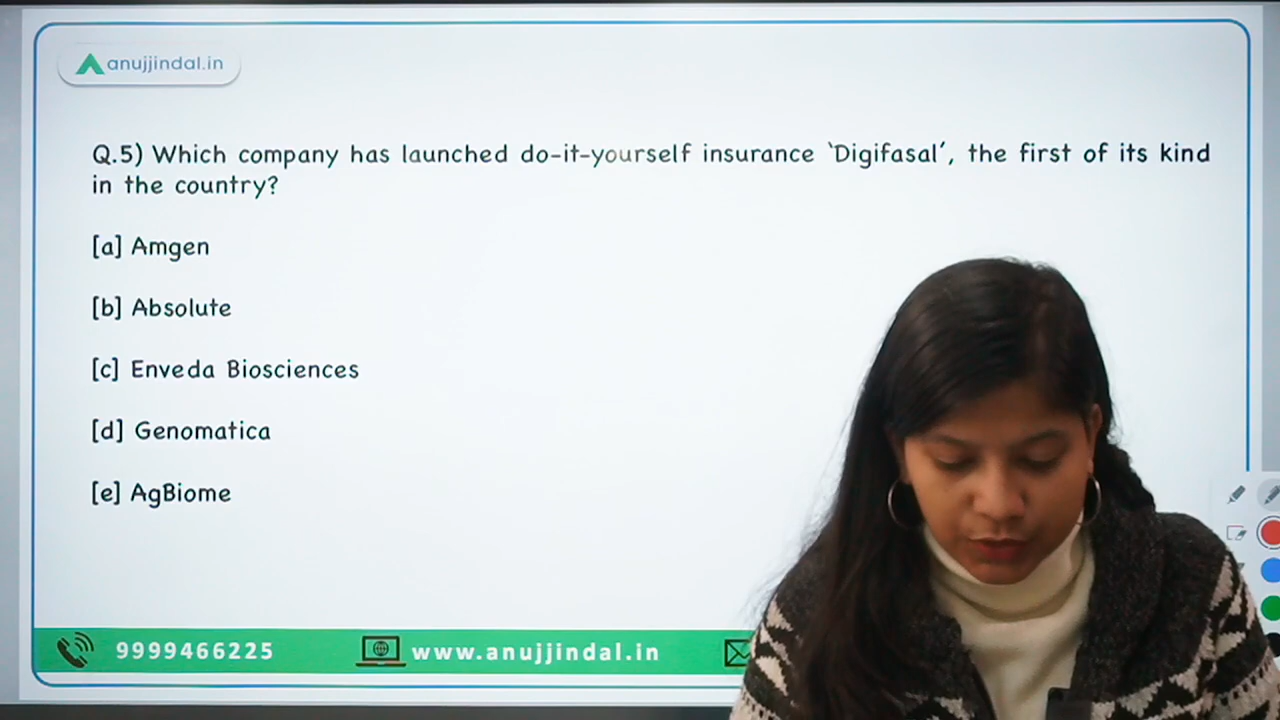 anujjindal.in
Q.5) Which company has launched do-it-yourself insurance ‘Digifasal’, the first of its kind
in the country?
[a] Amgen
[b] Absolute
[c] Enveda Biosciences
[d] Genomatica
[e] AgBiome
9999466225 www.anujjindal.in